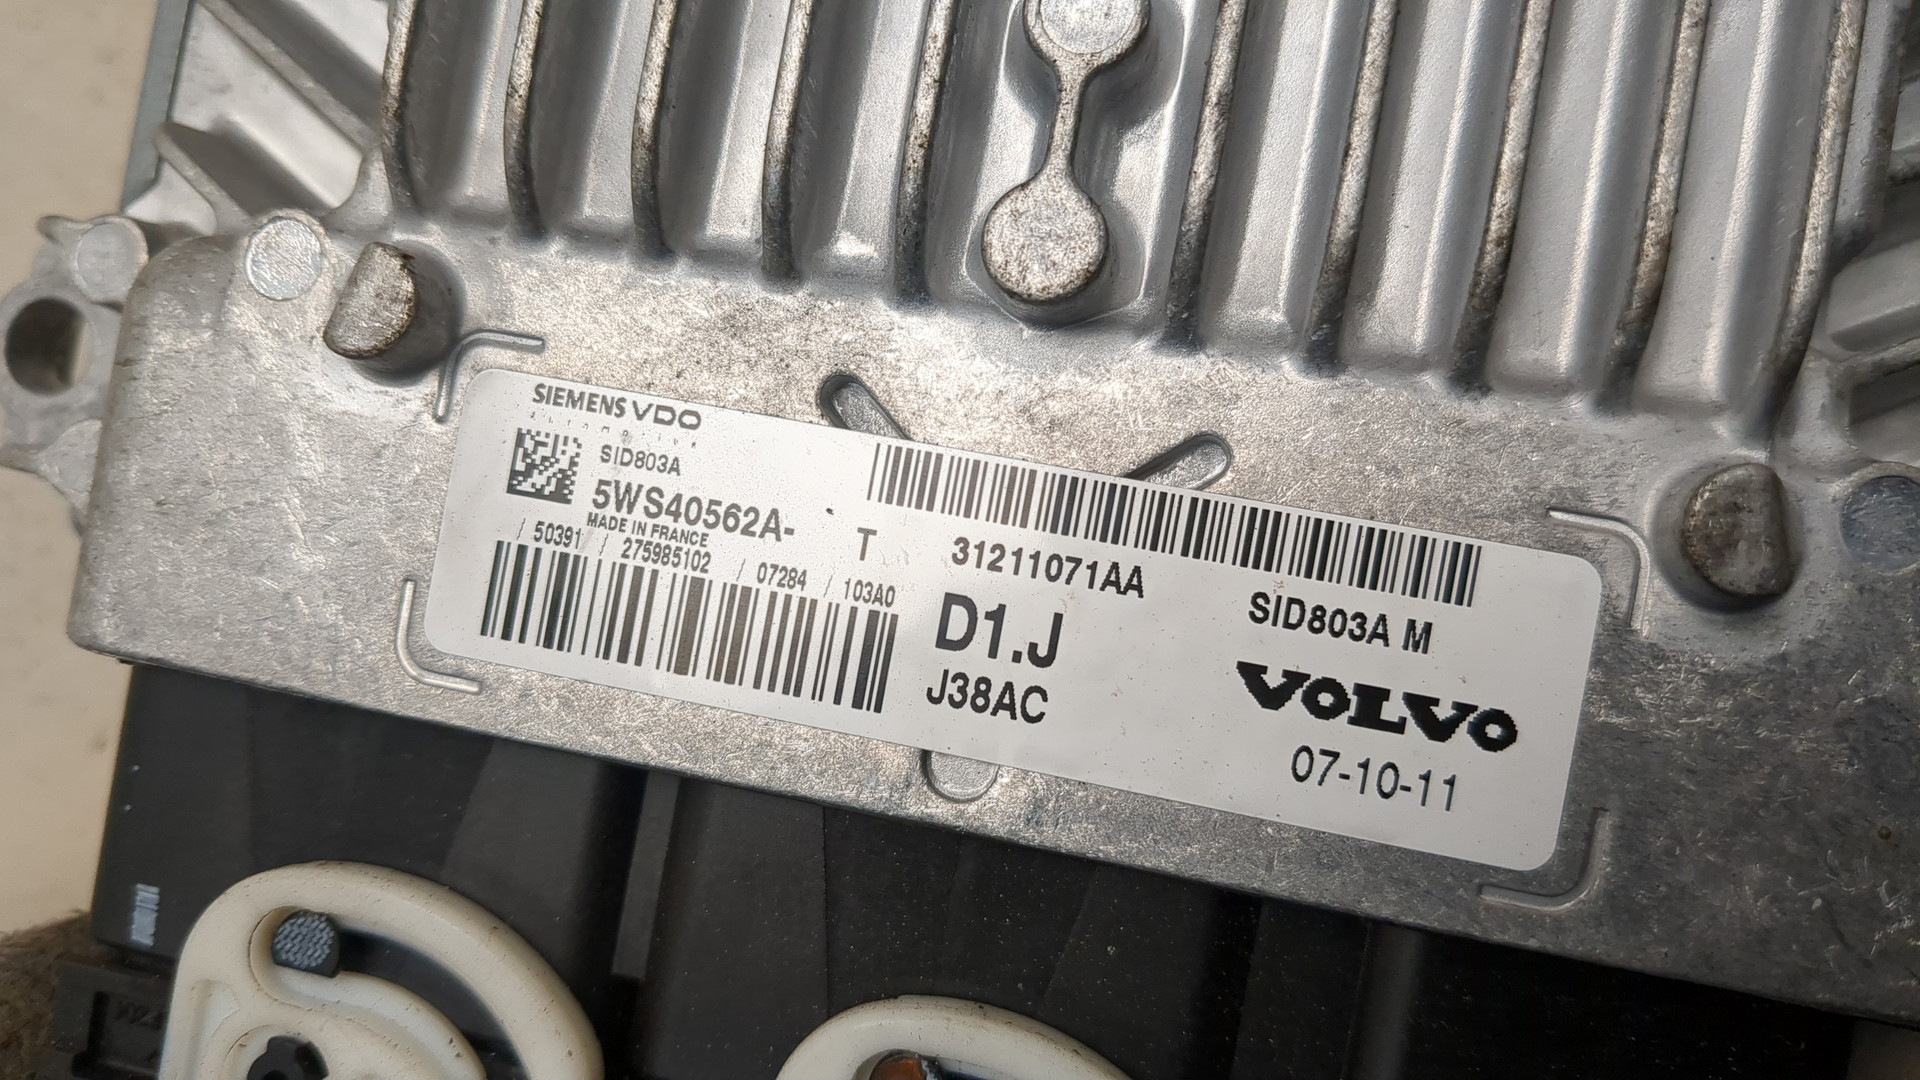 SIEMENS VDO
SID803A
5WS40562A- T
MADE IN FRANCE
/ 50391 / 275985102 / 07284 / 103A0
31211071AA
D1.J
J38AC
SID803A M
VOLVO
07-10-11